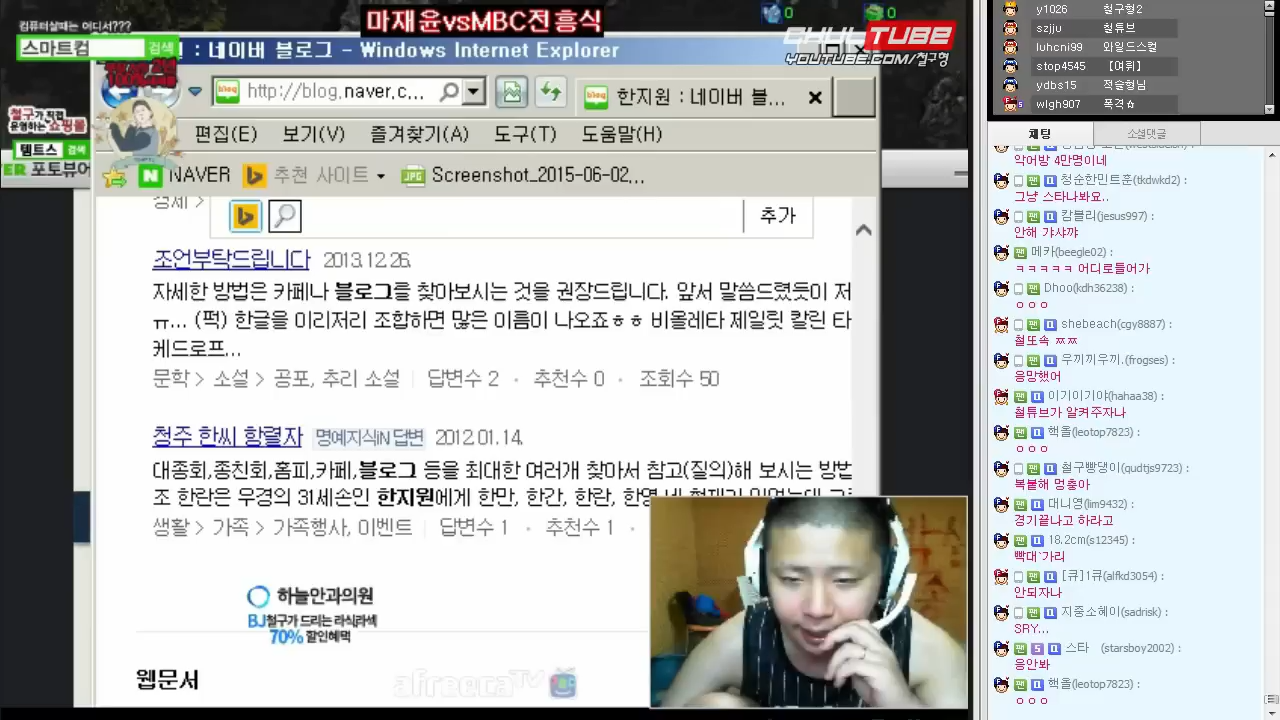 컴퓨터살때는 어디서???
스마트컴 검색
마재윤vsMBC진흥식
0
0
CHULTUBE
YOUTUBE.COM/철구형
: 네이버 블로그 - Windows Internet Explorer
http://blog.naver.c...
한지원 : 네이버 블...
편집(E) 보기(V) 즐겨찾기(A) 도구(T) 도움말(H)
NAVER 추천 사이트 Screenshot_2015-06-02,..
철구가 직접
운영하는 쇼핑몰
템트스 검색
포토뷰어
추가
조언부탁드립니다 2013.12.26.
자세한 방법은 카페나 블로그를 찾아보시는 것을 권장드립니다. 앞서 말씀드렸듯이 저
ㅠ... (퍽) 한글을 이리저리 조합하면 많은 이름이 나오죠ㅎㅎ 비올레타 제일릿 칼린 타
케드로프...
문학 > 소설 > 공포, 추리 소설 답변수 2 · 추천수 0 · 조회수 50
청주 한씨 항렬자 명예지식iN 답변 2012.01.14.
대종회,종친회,홈피,카페,블로그 등을 최대한 여러개 찾아서 참고(질의)해 보시는 방법
조 한란은 우경의 31세손인 한지원에게 한만, 한간, 한란,
생활 > 가족 > 가족행사, 이벤트 답변수 1 · 추천수 1 ·
하늘안과의원
BJ철구가 드리는 라식라섹
70% 할인혜먹
웹문서
afreecaTV
y1026 철구형2
szjju 철튜브
luhcni99 와일드철
stop4545 [여휘]
ydbs15 전슬형님
wlgh907
채팅 소설댓글
악어방 4만명이네
청순한민트훈(tkdwkd2) :
그냥 스타나봐요..
캄블리(jesus997) :
안해 갸샤꺄
메카(beegle02) :
ㅋㅋㅋㅋㅋ 어디로들어가
Dhoo(kdh36238) :
ㅇㅇㅇ
shebeach(cgy8887) :
철또속 ㅉㅉ
우끼끼우끼.(frogses) :
응망했어
이기이기야(hahaa38) :
철튜브가 알카주자나
핵졸(leotop7823) :
ㅇㅇㅇ
철구빵댕이(qudtjs9723) :
복붙해 멍충아
대니영(lim9432) :
경기끝나고 하라고
18.2cm(s12345) :
빡대`가리
[큐]1큐(alfkd3054) :
안되자나
지종소혜이(sadrisk) :
SRY...
스타 (starsboy2002) :
응안봐
핵졸(leotop7823) :
ㅇㅇㅇ